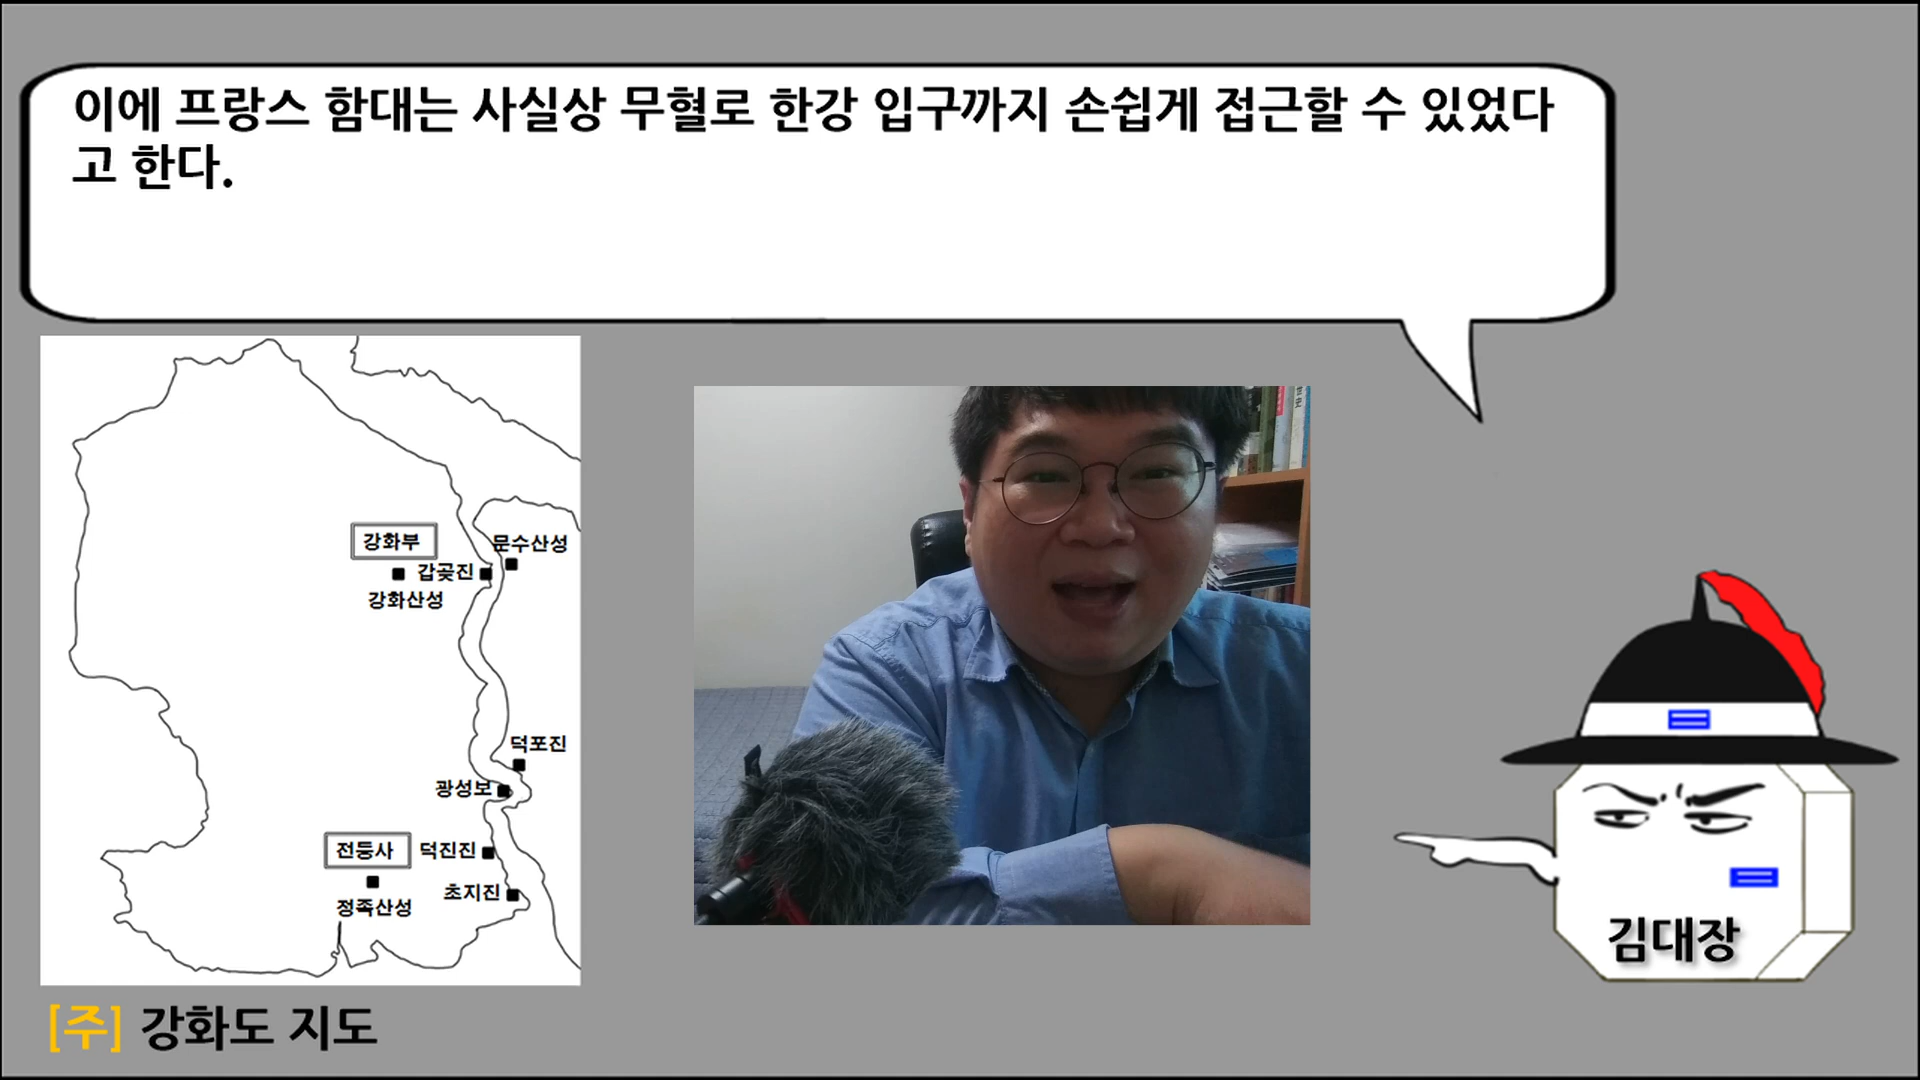 이에 프랑스 함대는 사실상 무혈로 한강 입구까지 손쉽게 접근할 수 있었다
고 한다.
강화부
문수산성
갑곶진
강화산성
덕포진
광성보
전등사
덕진진
초지진
정족산성
김대장
[주] 강화도 지도